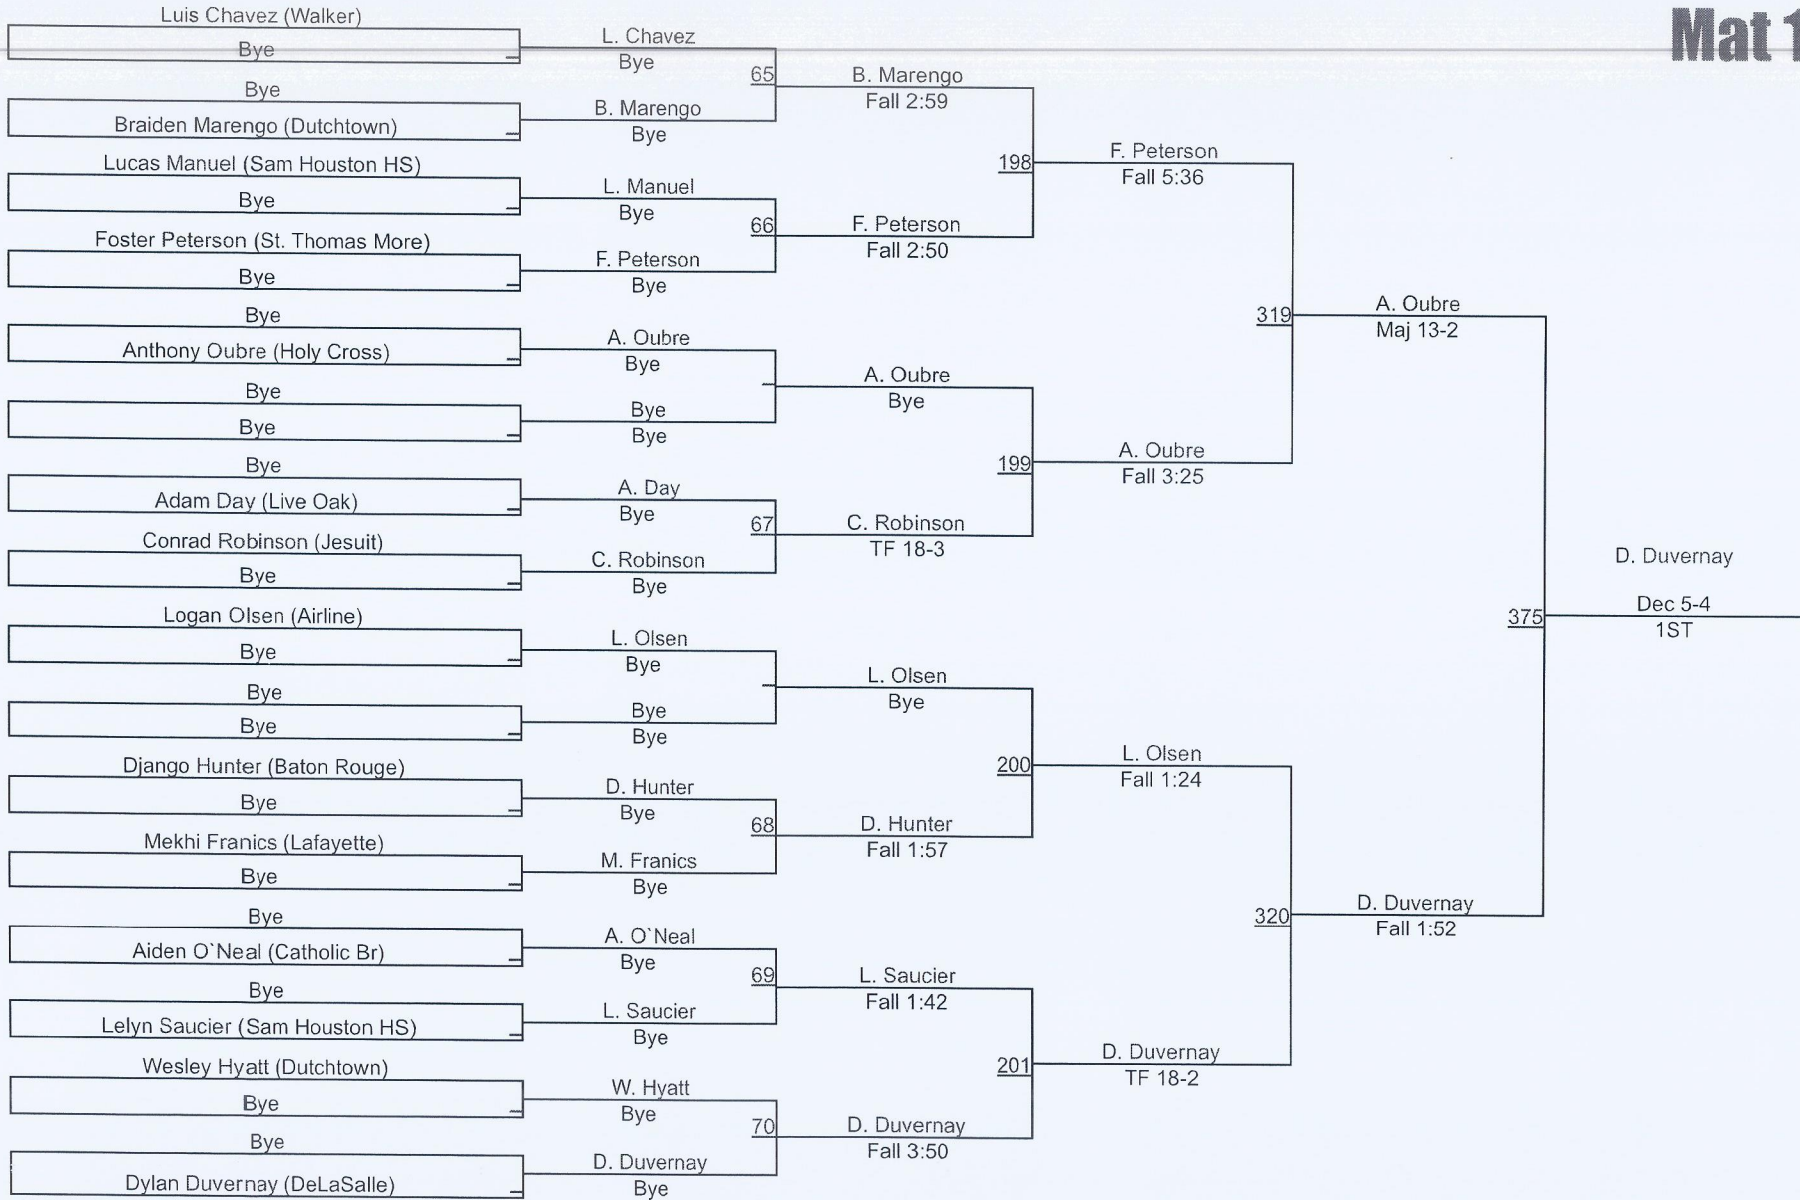 Mat 1
Luis Chavez (Walker)
Bye
Bye
Braiden Marengo (Dutchtown)
Lucas Manuel (Sam Houston HS)
Bye
Foster Peterson (St. Thomas More)
Bye
Bye
Anthony Oubre (Holy Cross)
Bye
Bye
Bye
Adam Day (Live Oak)
Conrad Robinson (Jesuit)
Bye
Logan Olsen (Airline)
Bye
Bye
Bye
Django Hunter (Baton Rouge)
Bye
Mekhi Franics (Lafayette)
Bye
Bye
Aiden O`Neal (Catholic Br)
Bye
Lelyn Saucier (Sam Houston HS)
Wesley Hyatt (Dutchtown)
Bye
Bye
Dylan Duvernay (DeLaSalle)
L. Chavez
Bye
65
B. Marengo
Bye
L. Manuel
Bye
66
F. Peterson
Bye
A. Oubre
Bye
Bye
Bye
A. Day
Bye
67
C. Robinson
Bye
L. Olsen
Bye
Bye
Bye
D. Hunter
Bye
68
M. Franics
Bye
A. O`Neal
Bye
69
L. Saucier
Bye
W. Hyatt
Bye
70
D. Duvernay
Bye
B. Marengo
Fall 2:59
198
F. Peterson
Fall 2:50
A. Oubre
Bye
199
C. Robinson
TF 18-3
L. Olsen
Bye
200
D. Hunter
Fall 1:57
L. Saucier
Fall 1:42
201
D. Duvernay
Fall 3:50
F. Peterson
Fall 5:36
319
A. Oubre
Fall 3:25
L. Olsen
Fall 1:24
320
D. Duvernay
TF 18-2
A. Oubre
Maj 13-2
375
D. Duvernay
Fall 1:52
D. Duvernay
Dec 5-4
1ST